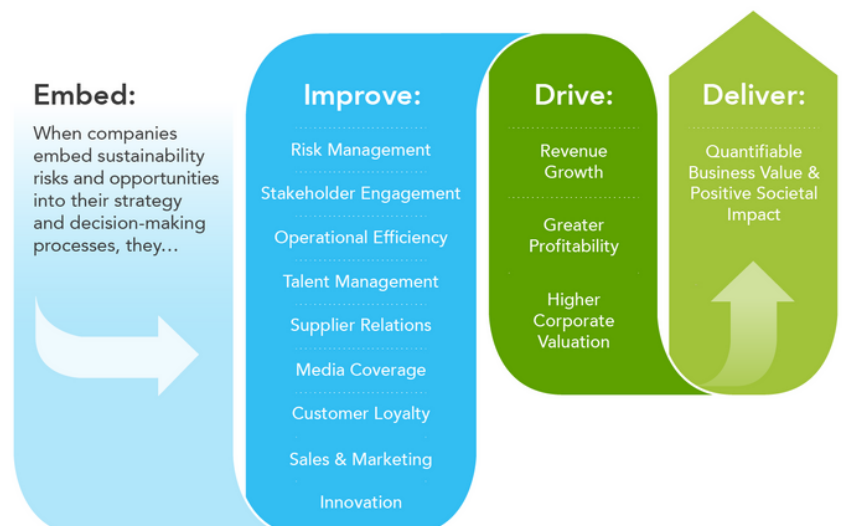 Embed:
When companies
embed sustainability
risks and opportunities
into their strategy
and decision-making
processes, they...
Improve:
Risk Management
Stakeholder Engagement
Operational Efficiency
Talent Management
Supplier Relations
Media Coverage
Customer Loyalty
Sales & Marketing
Innovation
Drive:
Revenue
Growth
Greater
Profitability
Higher
Corporate
Valuation
Deliver:
Quantifiable
Business Value &
Positive Societal
Impact